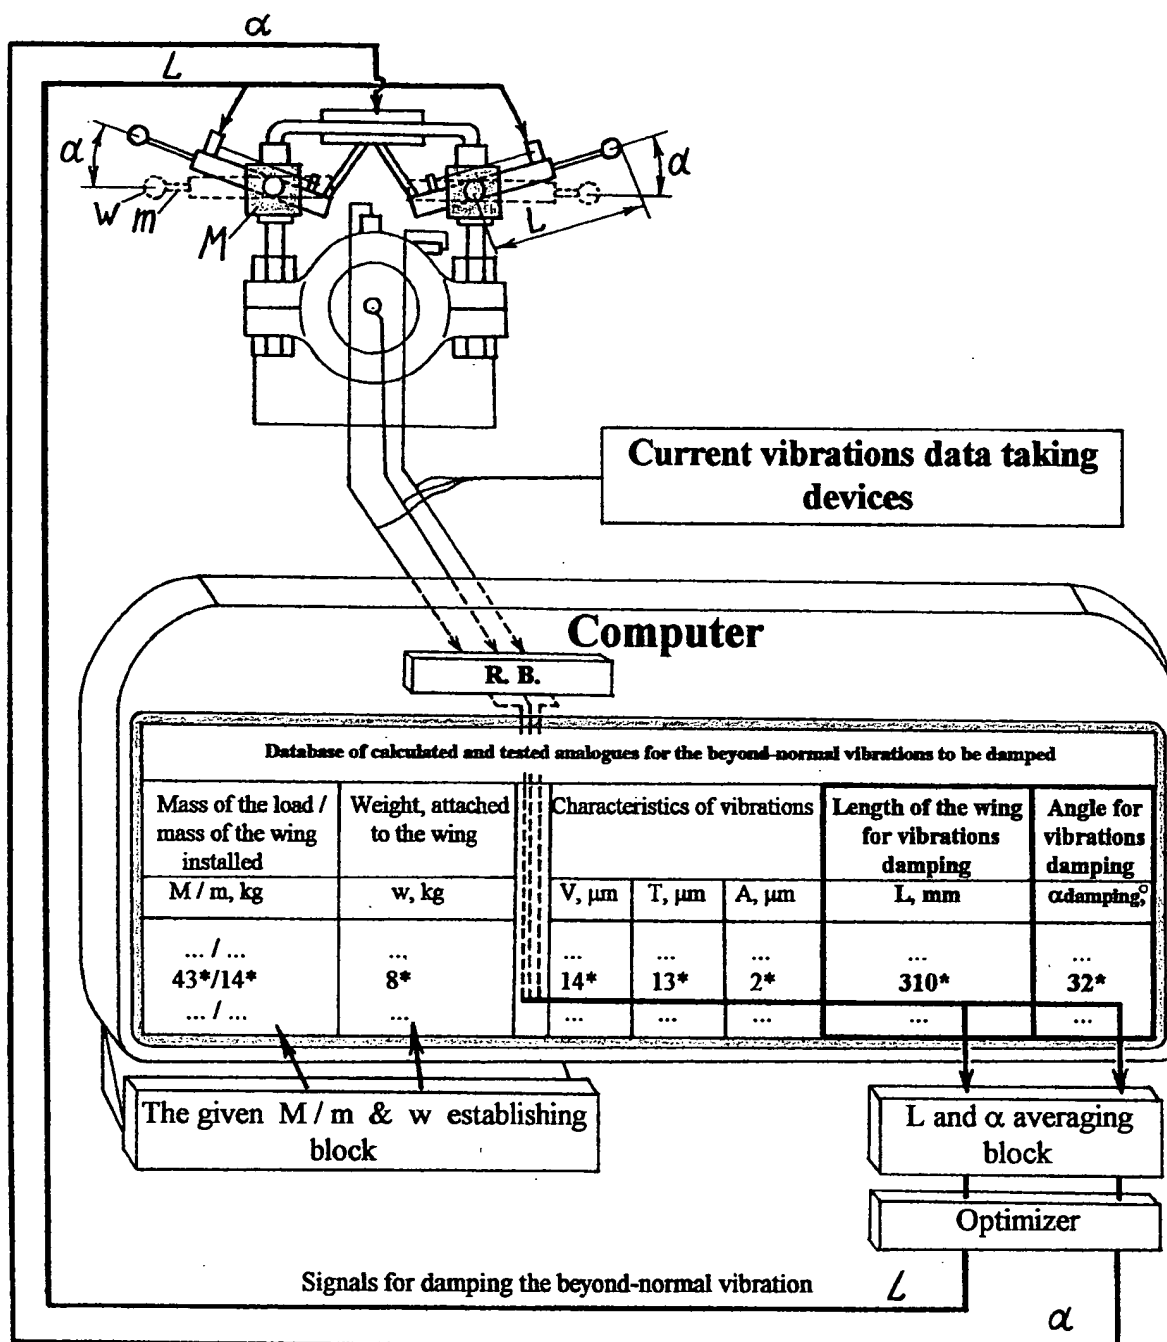 α
L
α
α
w
m
M
L
Current vibrations data taking
devices
Computer
R. B.
Database of calculated and tested analogues for the beyond-normal vibrations to be damped
Mass of the load /
mass of the wing
installed
Weight, attached
to the wing
Characteristics of vibrations
Length of the wing
for vibrations
damping
Angle for
vibrations
damping
M / m, kg
w, kg
V, μm
T, μm
A, μm
L, mm
αdamping,°
... / ...
...
...
...
...
...
...
43*/14*
8*
14*
13*
2*
310*
32*
... / ...
...
...
...
...
...
...
The given M / m & w establishing
block
L and α averaging
block
Optimizer
Signals for damping the beyond-normal vibration
L
α